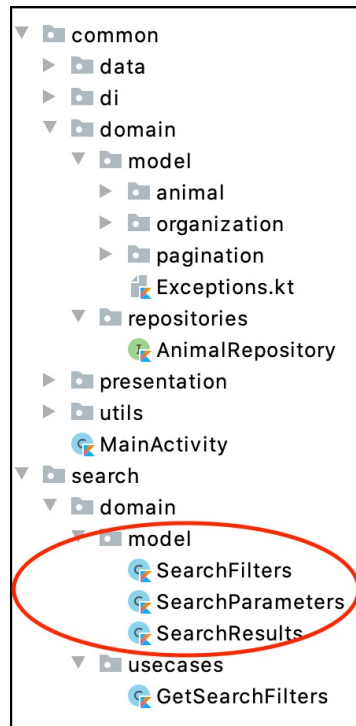 common
data
di
domain
model
animal
organization
pagination
Exceptions.kt
repositories
AnimalRepository
presentation
utils
MainActivity
search
domain
model
SearchFilters
SearchParameters
SearchResults
usecases
GetSearchFilters